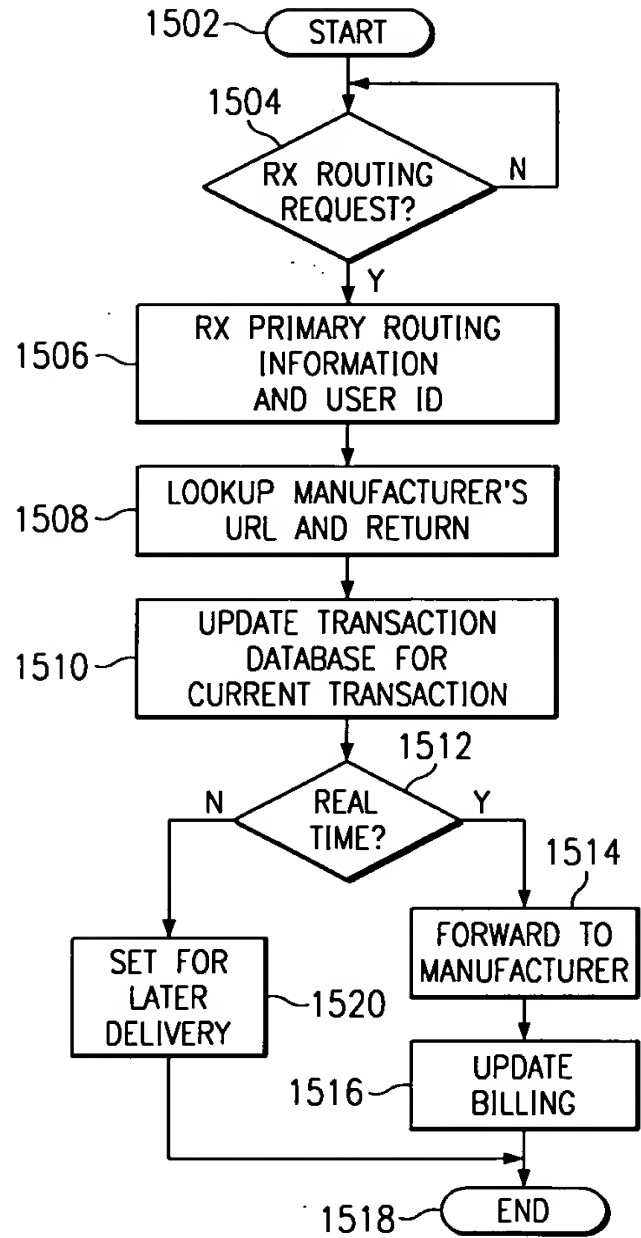 1502
START
1504
RX ROUTING
REQUEST?
N
Y
1506
RX PRIMARY ROUTING
INFORMATION
AND USER ID
1508
LOOKUP MANUFACTURER'S
URL AND RETURN
1510
UPDATE TRANSACTION
DATABASE FOR
CURRENT TRANSACTION
1512
N
REAL
TIME?
Y
1514
FORWARD TO
MANUFACTURER
SET FOR
LATER
DELIVERY
1520
1516
UPDATE
BILLING
1518
END